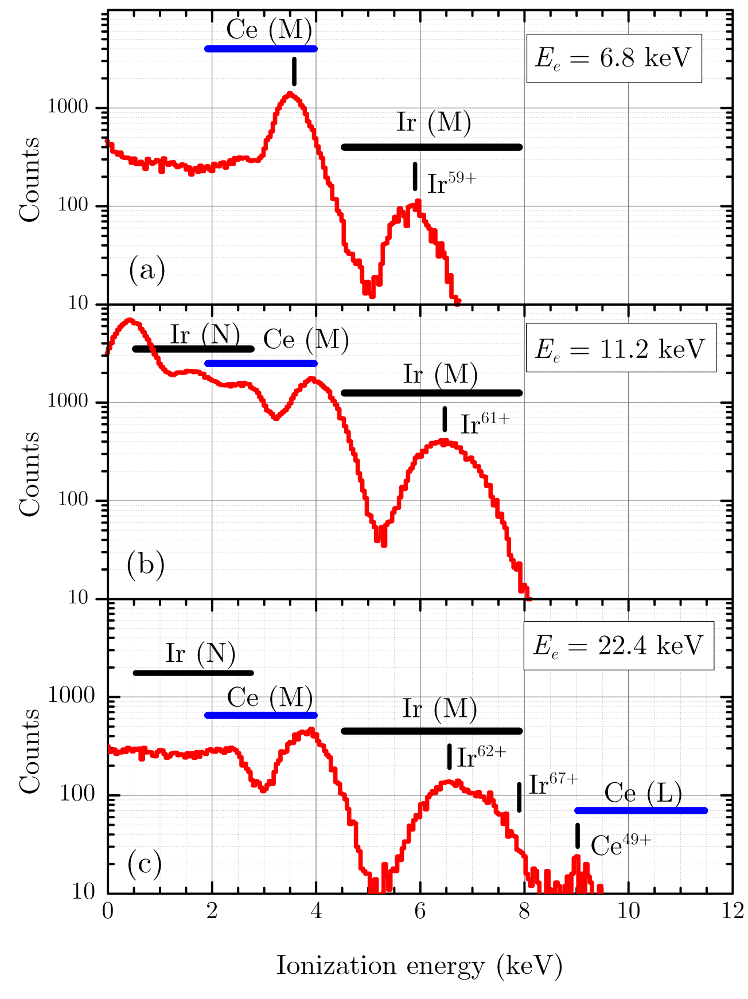 Ce (M)
E_e = 6.8 keV
1000
Ir (M)
Ir^59+
Counts
100
(a)
10
Ir (N)
Ce (M)
E_e = 11.2 keV
Ir (M)
1000
Ir^61+
Counts
100
(b)
10
E_e = 22.4 keV
Ir (N)
1000
Ce (M)
Ir (M)
Ir^62+
Counts
Ir^67+
100
Ce (L)
Ce^49+
(c)
10
0 2 4 6 8 10 12
Ionization energy (keV)